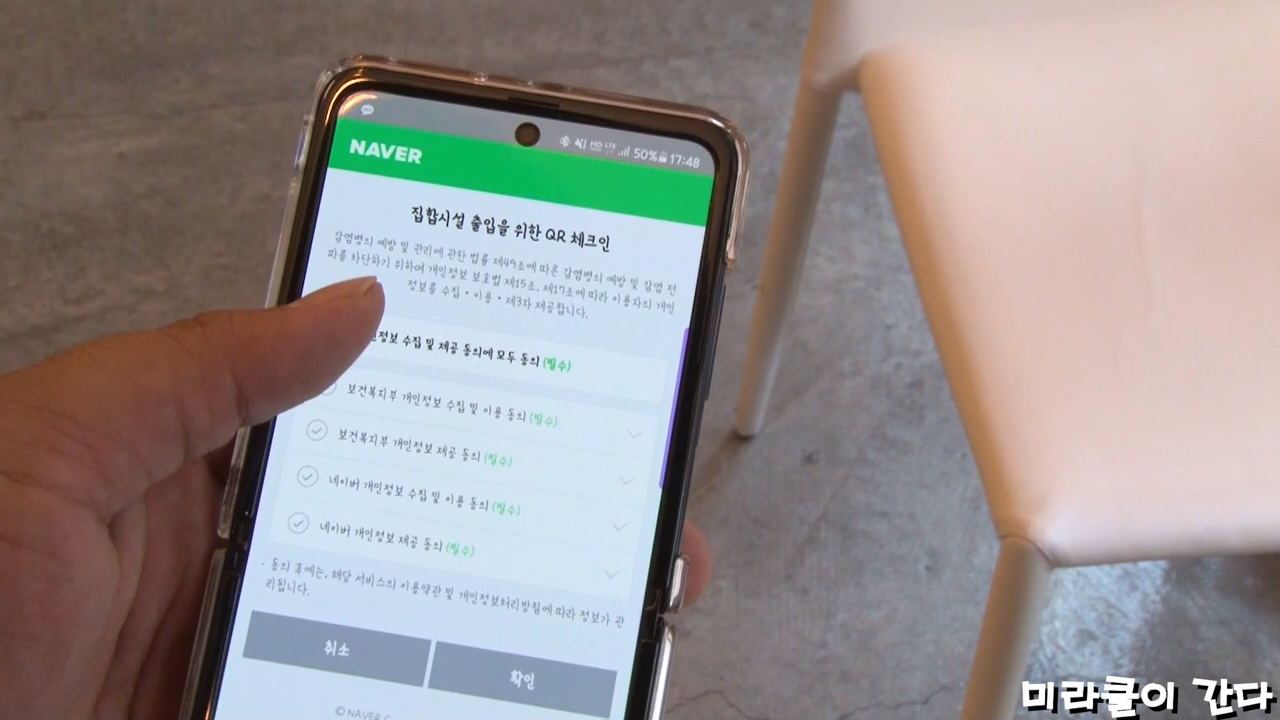 HD LTE 50% 17:48
NAVER
집합시설 출입을 위한 QR 체크인
감염병의 예방 및 관리에 관한 법률 제49조에 따른 감염병의 예방 및 감염 전
파를 차단하기 위하여 개인정보 보호법 제15조, 제17조에 따라 이용자의 개인
정보를 수집 • 이용 • 제3자 제공합니다.
정보 수집 및 제공 동의에 모두 동의 (필수)
보건복지부 개인정보 수집 및 이용 동의 (필수)
보건복지부 개인정보 제공 동의 (필수)
네이버 개인정보 수집 및 이용 동의 (필수)
네이버 개인정보 제공 동의 (필수)
· 동의 후에는, 해당 서비스의 이용약관 및 개인정보처리방침에 따라 정보가 관
리됩니다.
취소 확인
© NAVER
미라클이 간다